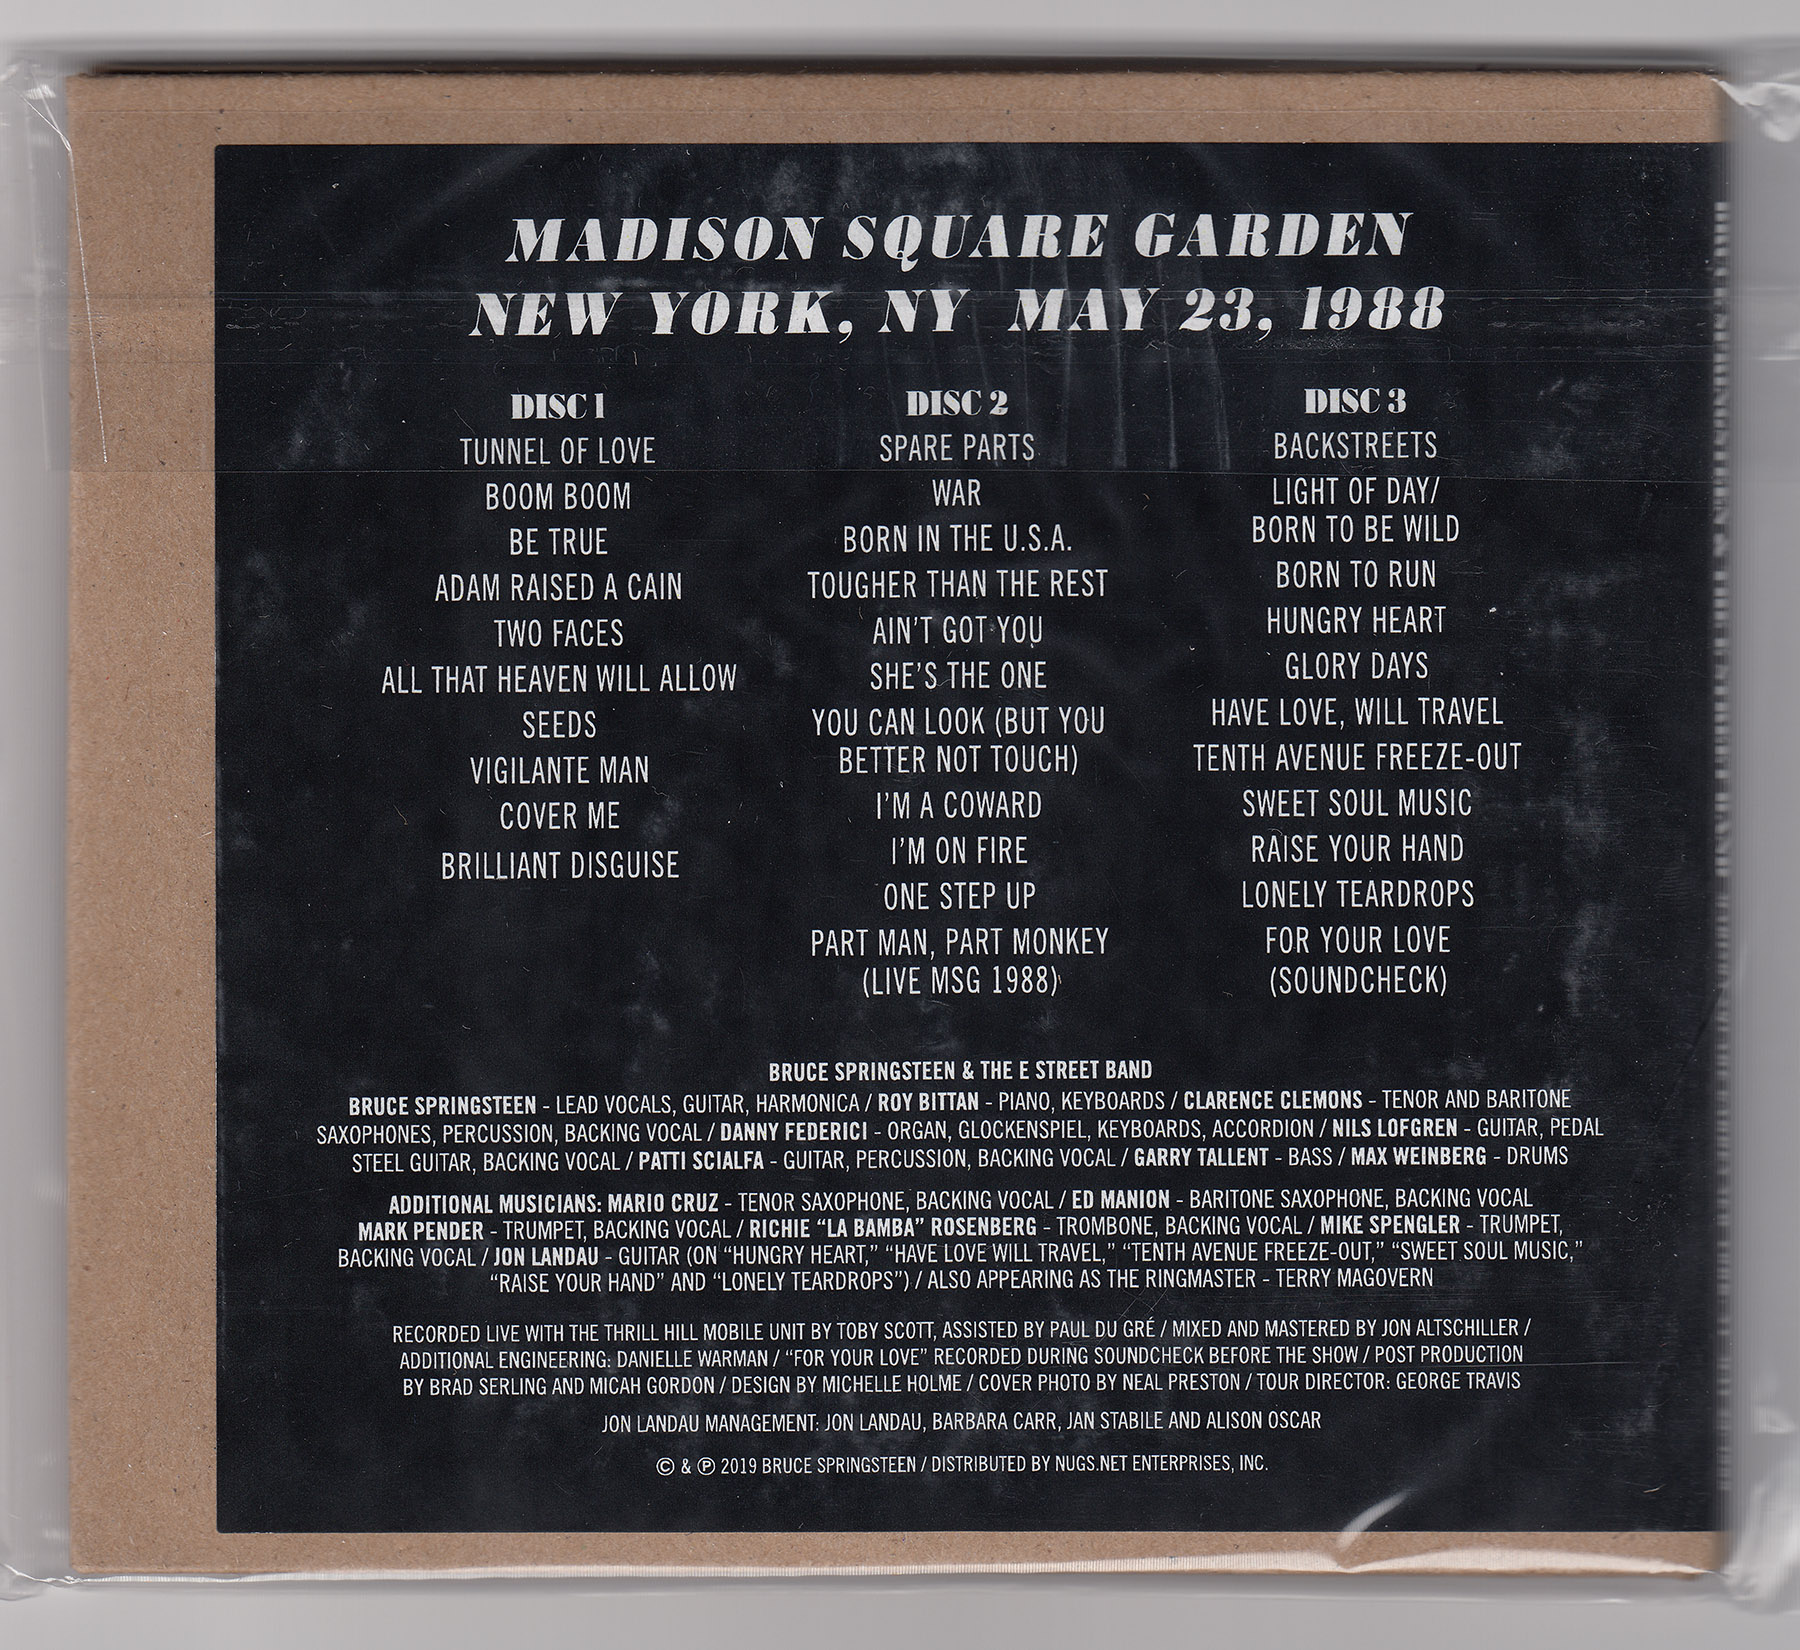 MADISON SQUARE GARDEN
NEW YORK, NY MAY 23, 1988
DISC 1
TUNNEL OF LOVE
BOOM BOOM
BE TRUE
ADAM RAISED A CAIN
TWO FACES
ALL THAT HEAVEN WILL ALLOW
SEEDS
VIGILANTE MAN
COVER ME
BRILLIANT DISGUISE
DISC 2
SPARE PARTS
WAR
BORN IN THE U.S.A.
TOUGHER THAN THE REST
AIN'T GOT YOU
SHE'S THE ONE
YOU CAN LOOK (BUT YOU
BETTER NOT TOUCH)
I'M A COWARD
I'M ON FIRE
ONE STEP UP
PART MAN, PART MONKEY
(LIVE MSG 1988)
DISC 3
BACKSTREETS
LIGHT OF DAY/
BORN TO BE WILD
BORN TO RUN
HUNGRY HEART
GLORY DAYS
HAVE LOVE, WILL TRAVEL
TENTH AVENUE FREEZE-OUT
SWEET SOUL MUSIC
RAISE YOUR HAND
LONELY TEARDROPS
FOR YOUR LOVE
(SOUNDCHECK)
BRUCE SPRINGSTEEN & THE E STREET BAND
BRUCE SPRINGSTEEN - LEAD VOCALS, GUITAR, HARMONICA / ROY BITTAN - PIANO, KEYBOARDS / CLARENCE CLEMONS - TENOR AND BARITONE
SAXOPHONES, PERCUSSION, BACKING VOCAL / DANNY FEDERICI - ORGAN, GLOCKENSPIEL, KEYBOARDS, ACCORDION / NILS LOFGREN - GUITAR, PEDAL
STEEL GUITAR, BACKING VOCAL / PATTI SCIALFA - GUITAR, PERCUSSION, BACKING VOCAL / GARRY TALLENT - BASS / MAX WEINBERG - DRUMS
ADDITIONAL MUSICIANS: MARIO CRUZ - TENOR SAXOPHONE, BACKING VOCAL / ED MANION - BARITONE SAXOPHONE, BACKING VOCAL
MARK PENDER - TRUMPET, BACKING VOCAL / RICHIE "LA BAMBA" ROSENBERG - TROMBONE, BACKING VOCAL / MIKE SPENGLER - TRUMPET,
BACKING VOCAL / JON LANDAU - GUITAR (ON "HUNGRY HEART," "HAVE LOVE WILL TRAVEL," "TENTH AVENUE FREEZE-OUT," "SWEET SOUL MUSIC,"
"RAISE YOUR HAND" AND "LONELY TEARDROPS") / ALSO APPEARING AS THE RINGMASTER - TERRY MAGOVERN
RECORDED LIVE WITH THE THRILL HILL MOBILE UNIT BY TOBY SCOTT, ASSISTED BY PAUL DU GRÉ / MIXED AND MASTERED BY JON ALTSCHILLER /
ADDITIONAL ENGINEERING: DANIELLE WARMAN / "FOR YOUR LOVE" RECORDED DURING SOUNDCHECK BEFORE THE SHOW / POST PRODUCTION
BY BRAD SERLING AND MICAH GORDON / DESIGN BY MICHELLE HOLME / COVER PHOTO BY NEAL PRESTON / TOUR DIRECTOR: GEORGE TRAVIS
JON LANDAU MANAGEMENT: JON LANDAU, BARBARA CARR, JAN STABILE AND ALISON OSCAR
© & ℗ 2019 BRUCE SPRINGSTEEN / DISTRIBUTED BY NUGS.NET ENTERPRISES, INC.